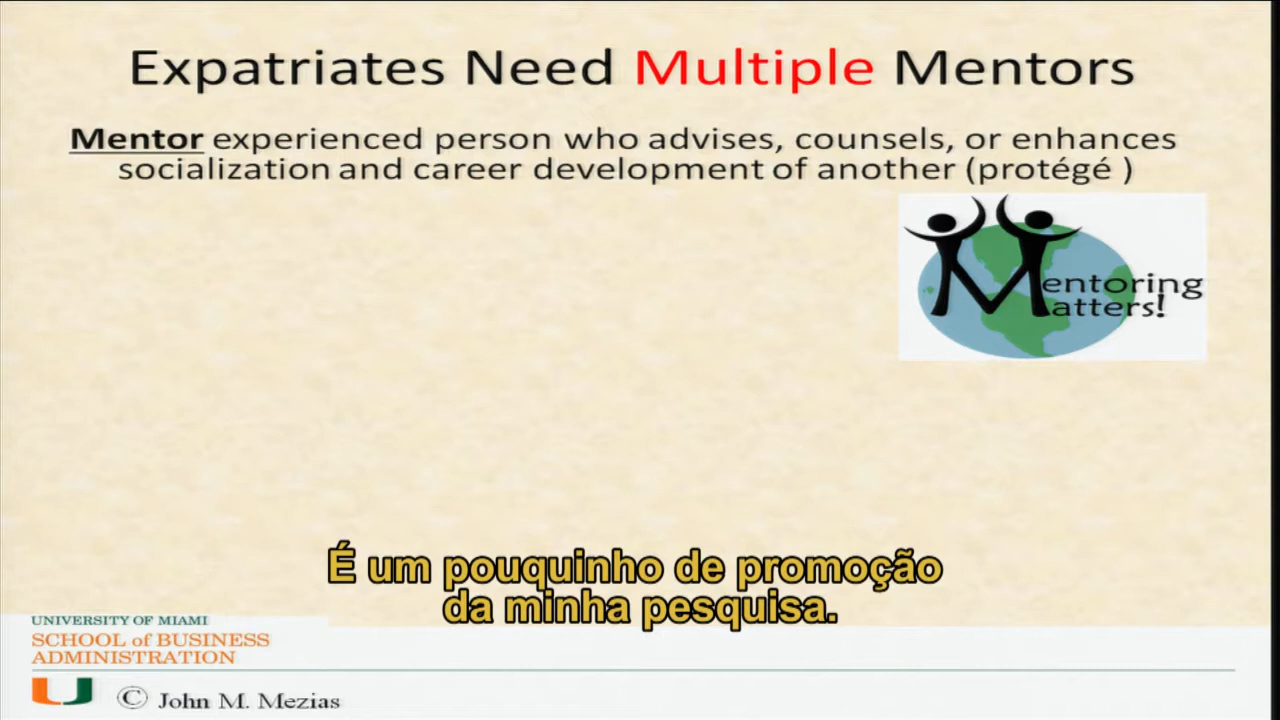 Expatriates Need Multiple Mentors
Mentor experienced person who advises, counsels, or enhances
socialization and career development of another (protégé )
Mentoring
Matters!
É um pouquinho de promoção
da minha pesquisa.
UNIVERSITY OF MIAMI
SCHOOL of BUSINESS
ADMINISTRATION
© John M. Mezias